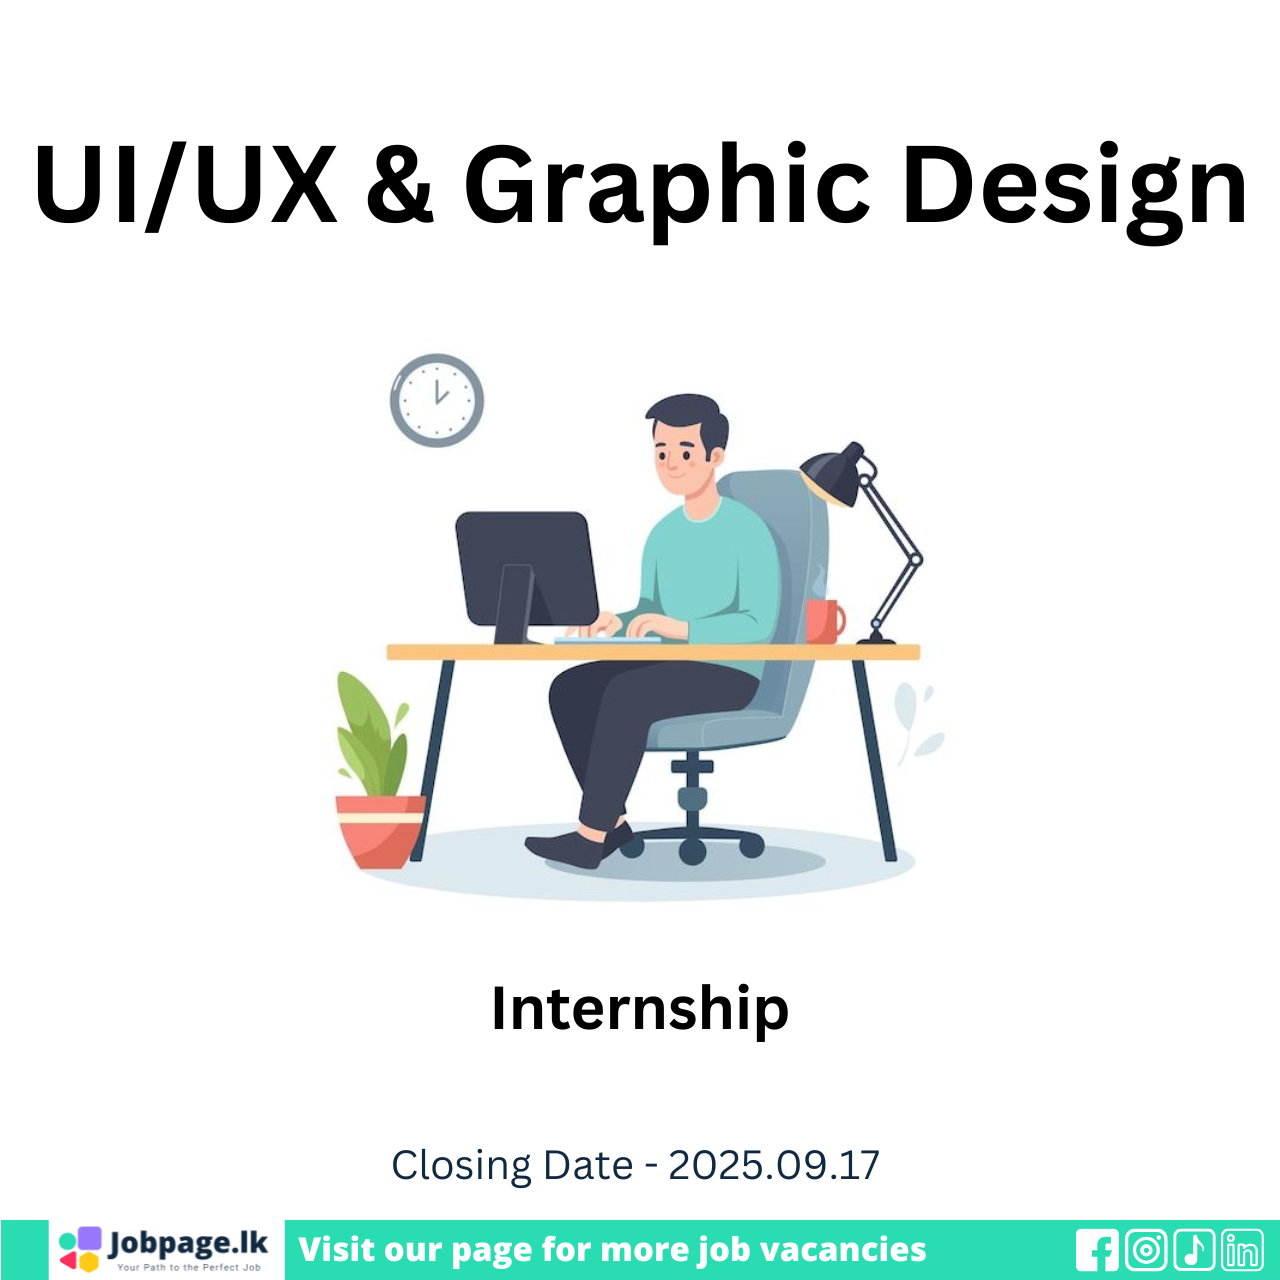 UI/UX & Graphic Design
Internship
Closing Date - 2025.09.17
Jobpage.lk
Your Path to the Perfect Job
Visit our page for more job vacancies
in